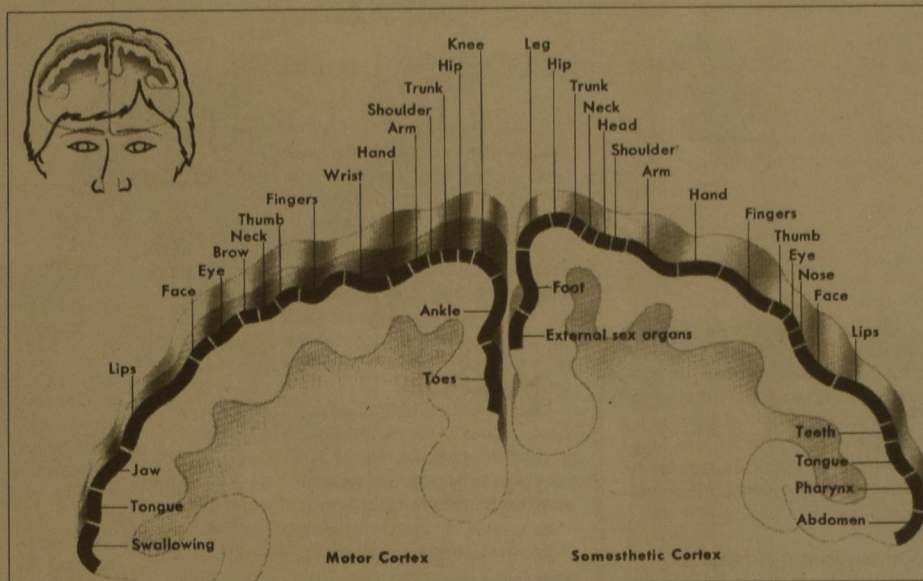 Knee
Hip
Trunk
Shoulder
Arm
Hand
Wrist
Fingers
Thumb
Neck
Brow
Eye
Face
Lips
Jaw
Tongue
Swallowing
Ankle
Toes
Motor Cortex
Leg
Hip
Trunk
Neck
Head
Shoulder
Arm
Hand
Fingers
Thumb
Eye
Nose
Face
Lips
Foot
External sex organs
Teeth
Tongue
Pharynx
Abdomen
Somesthetic Cortex